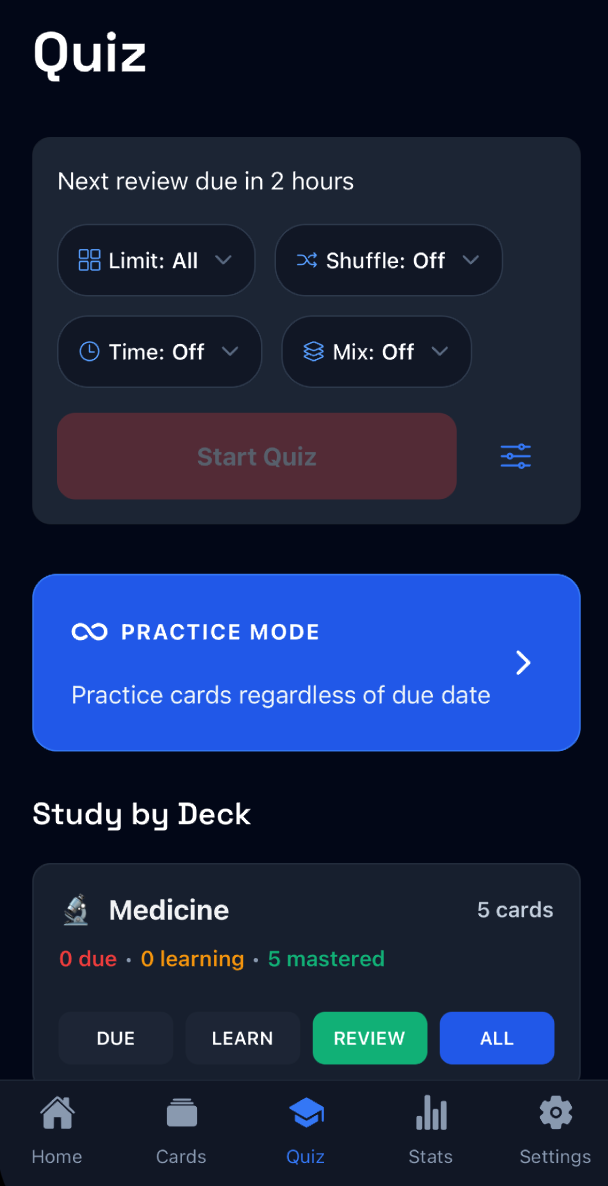 Quiz
Next review due in 2 hours
Limit: All
Shuffle: Off
Time: Off
Mix: Off
Start Quiz
PRACTICE MODE
Practice cards regardless of due date
Study by Deck
Medicine
5 cards
0 due · 0 learning · 5 mastered
DUE
LEARN
REVIEW
ALL
Home
Cards
Quiz
Stats
Settings